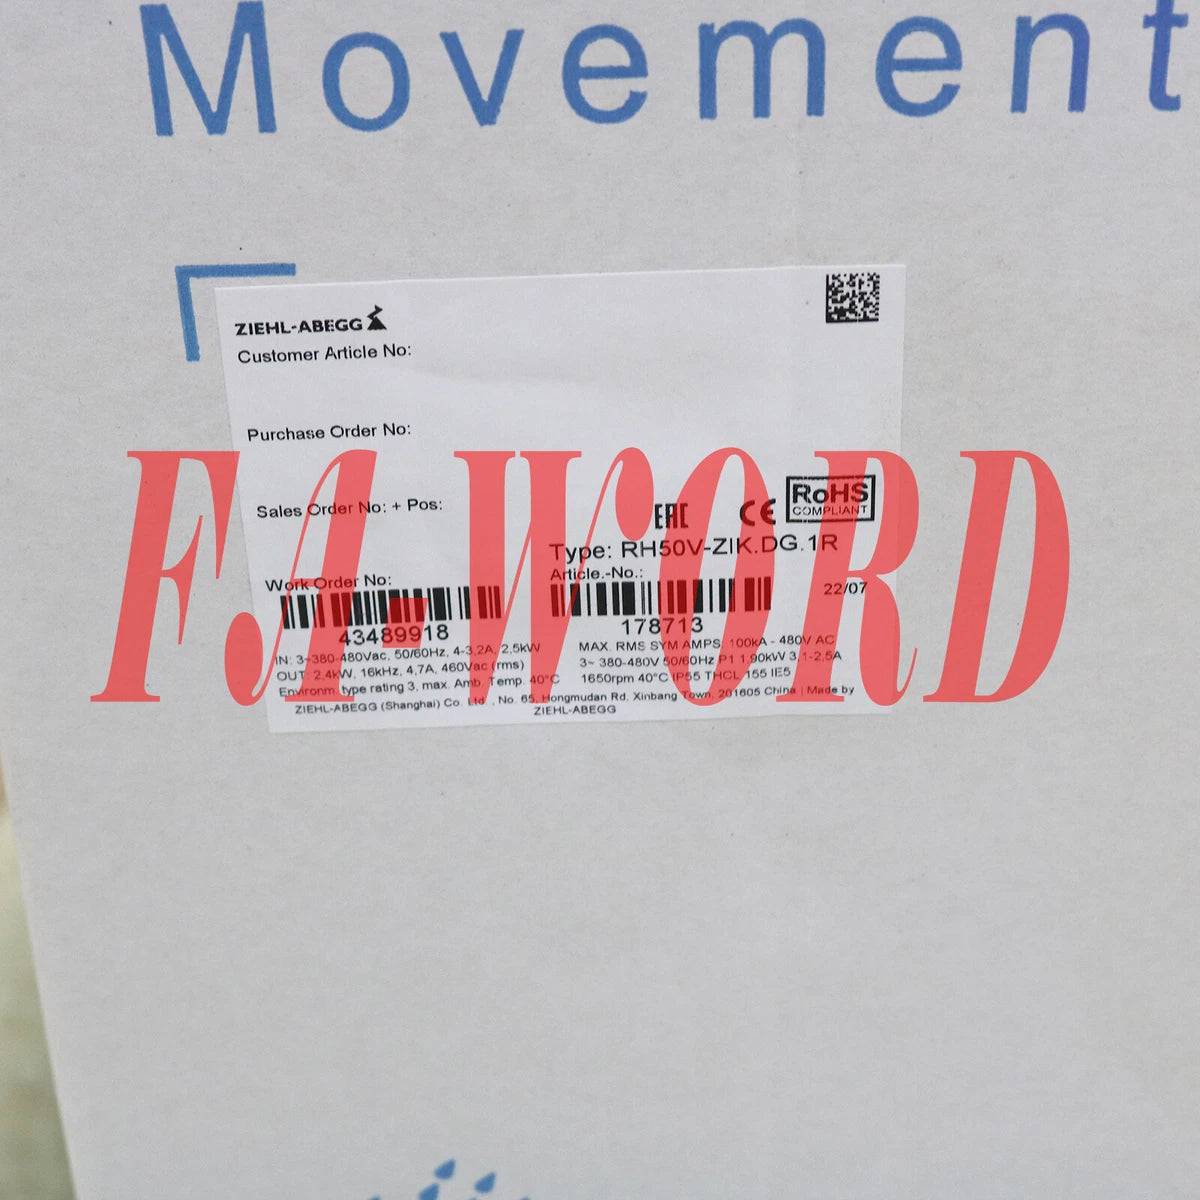 Movement
ZIEHL-ABEGG
Customer Article No:
Purchase Order No:
Sales Order No: + Pos:
EAC CE RoHS
COMPLIANT
Type: RH50V-ZIK.DG.1R
Work Order No:
Article.-No.:
22/07
43489918
178713
IN: 3~380-480Vac, 50/60Hz, 4-3,2A, 2,5kW
OUT: 2,4kW, 16kHz, 4,7A, 460Vac (rms)
Environm. type rating 3, max. Amb. Temp. 40°C
MAX. RMS SYM AMPS, 100kA - 480V AC
3~ 380-480V 50/60Hz P1 1,90kW 3,1-2,5A
1650rpm 40°C IP55 THCL 155 IE5
ZIEHL-ABEGG (Shanghai) Co. Ltd. , No. 65, Hongmudan Rd. Xinbang Town, 201605 China | Made by
ZIEHL-ABEGG
FA-WORD